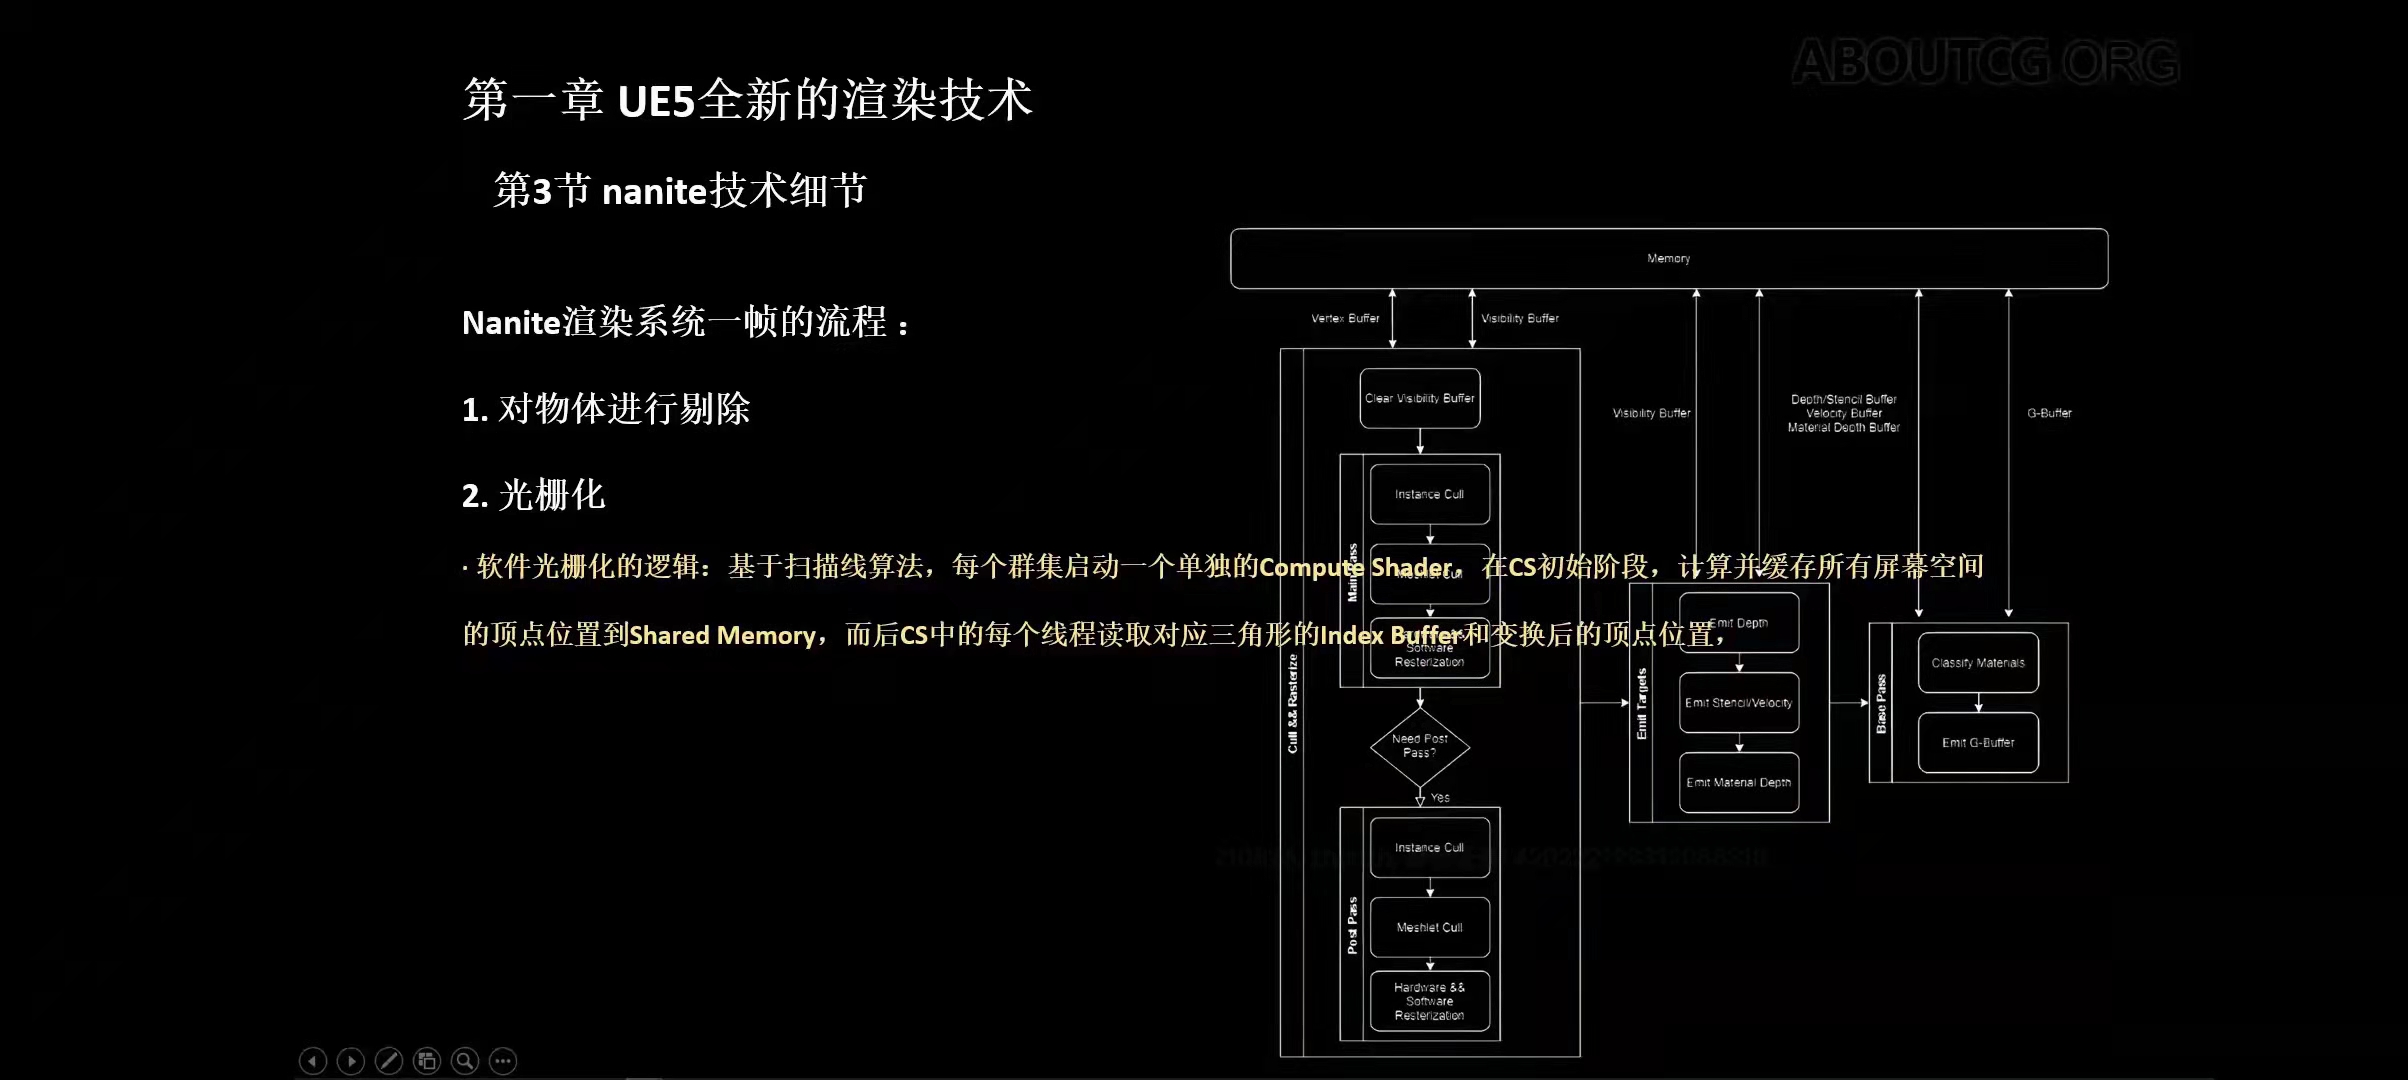 ABOUTCG.ORG
第一章 UE5全新的渲染技术
第3节 nanite技术细节
Nanite渲染系统一帧的流程：
1. 对物体进行剔除
2. 光栅化
· 软件光栅化的逻辑：基于扫描线算法，每个群集启动一个单独的Compute Shader，在CS初始阶段，计算并缓存所有屏幕空间
的顶点位置到Shared Memory，而后CS中的每个线程读取对应三角形的Index Buffer和变换后的顶点位置，
Memory
Vertex Buffer
Visibility Buffer
Visibility Buffer
Depth/Stencil Buffer
Velocity Buffer
Material Depth Buffer
G-Buffer
Cull && Rasterize
Clear Visibility Buffer
Instance Cull
Software
Resterization
Need Post
Pass?
Yes
Post Pass
Instance Cull
Meshlet Cull
Hardware &&
Software
Resterization
Emit Targets
Emit Depth
Emit Stencil/Velocity
Emit Material Depth
Base Pass
Classify Materials
Emit G-Buffer